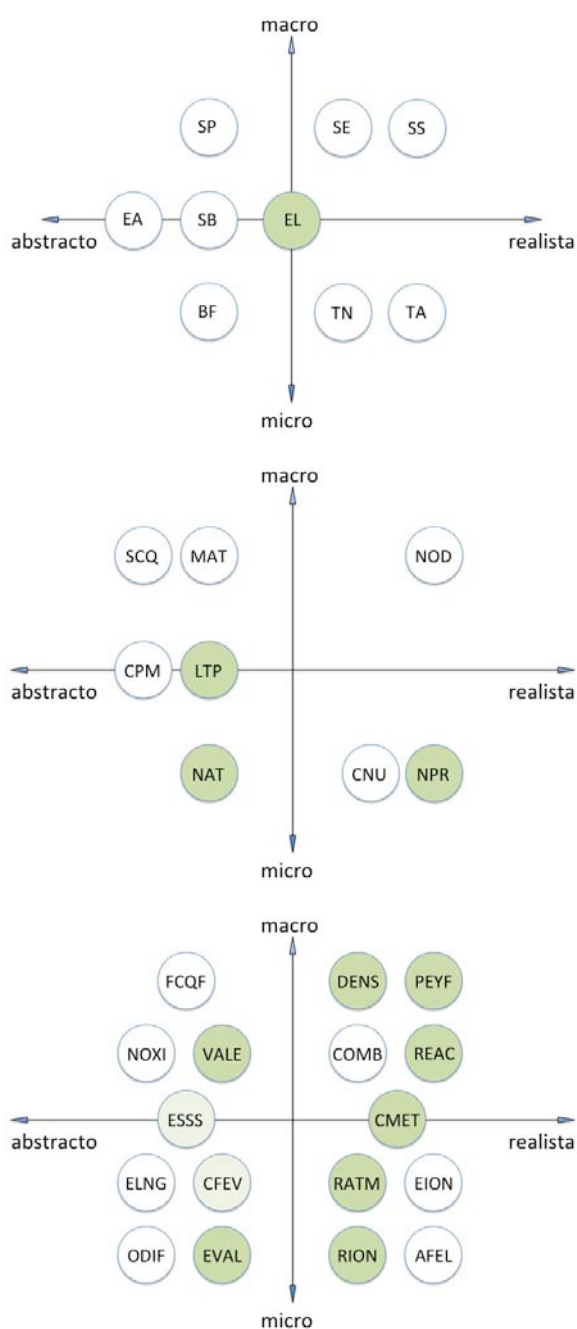 macro
SP SE SS
EA SB EL
abstracto realista
BF TN TA
micro
macro
SCQ MAT NOD
CPM LTP
abstracto realista
NAT CNU NPR
micro
macro
FCQF DENS PEYF
NOXI VALE COMB REAC
ESSS CMET
abstracto realista
ELNG CFEV RATM EION
ODIF EVAL RION AFEL
micro